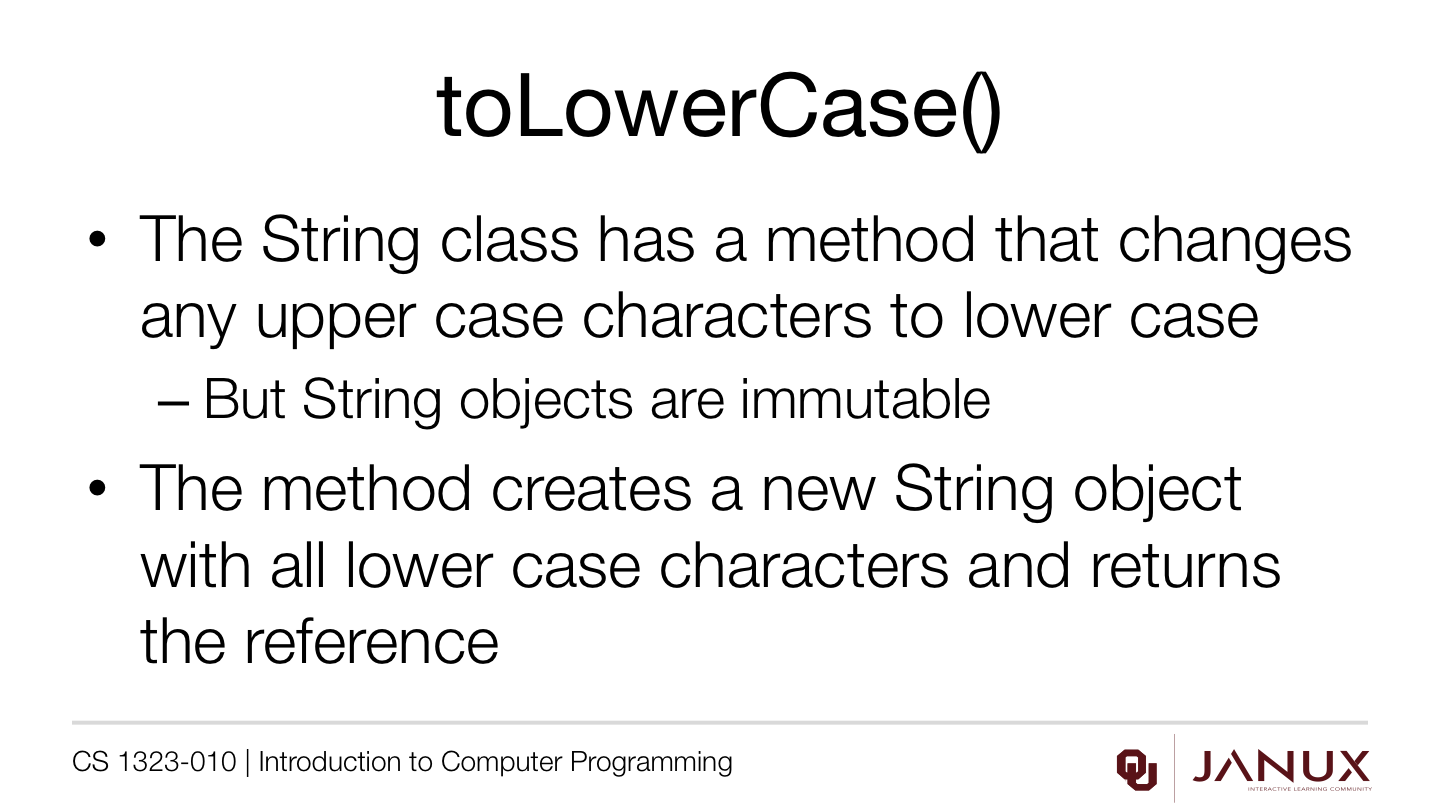 toLowerCase()
• The String class has a method that changes
any upper case characters to lower case
– But String objects are immutable
• The method creates a new String object
with all lower case characters and returns
the reference
CS 1323-010 | Introduction to Computer Programming
OU JANUX
INTERACTIVE LEARNING COMMUNITY